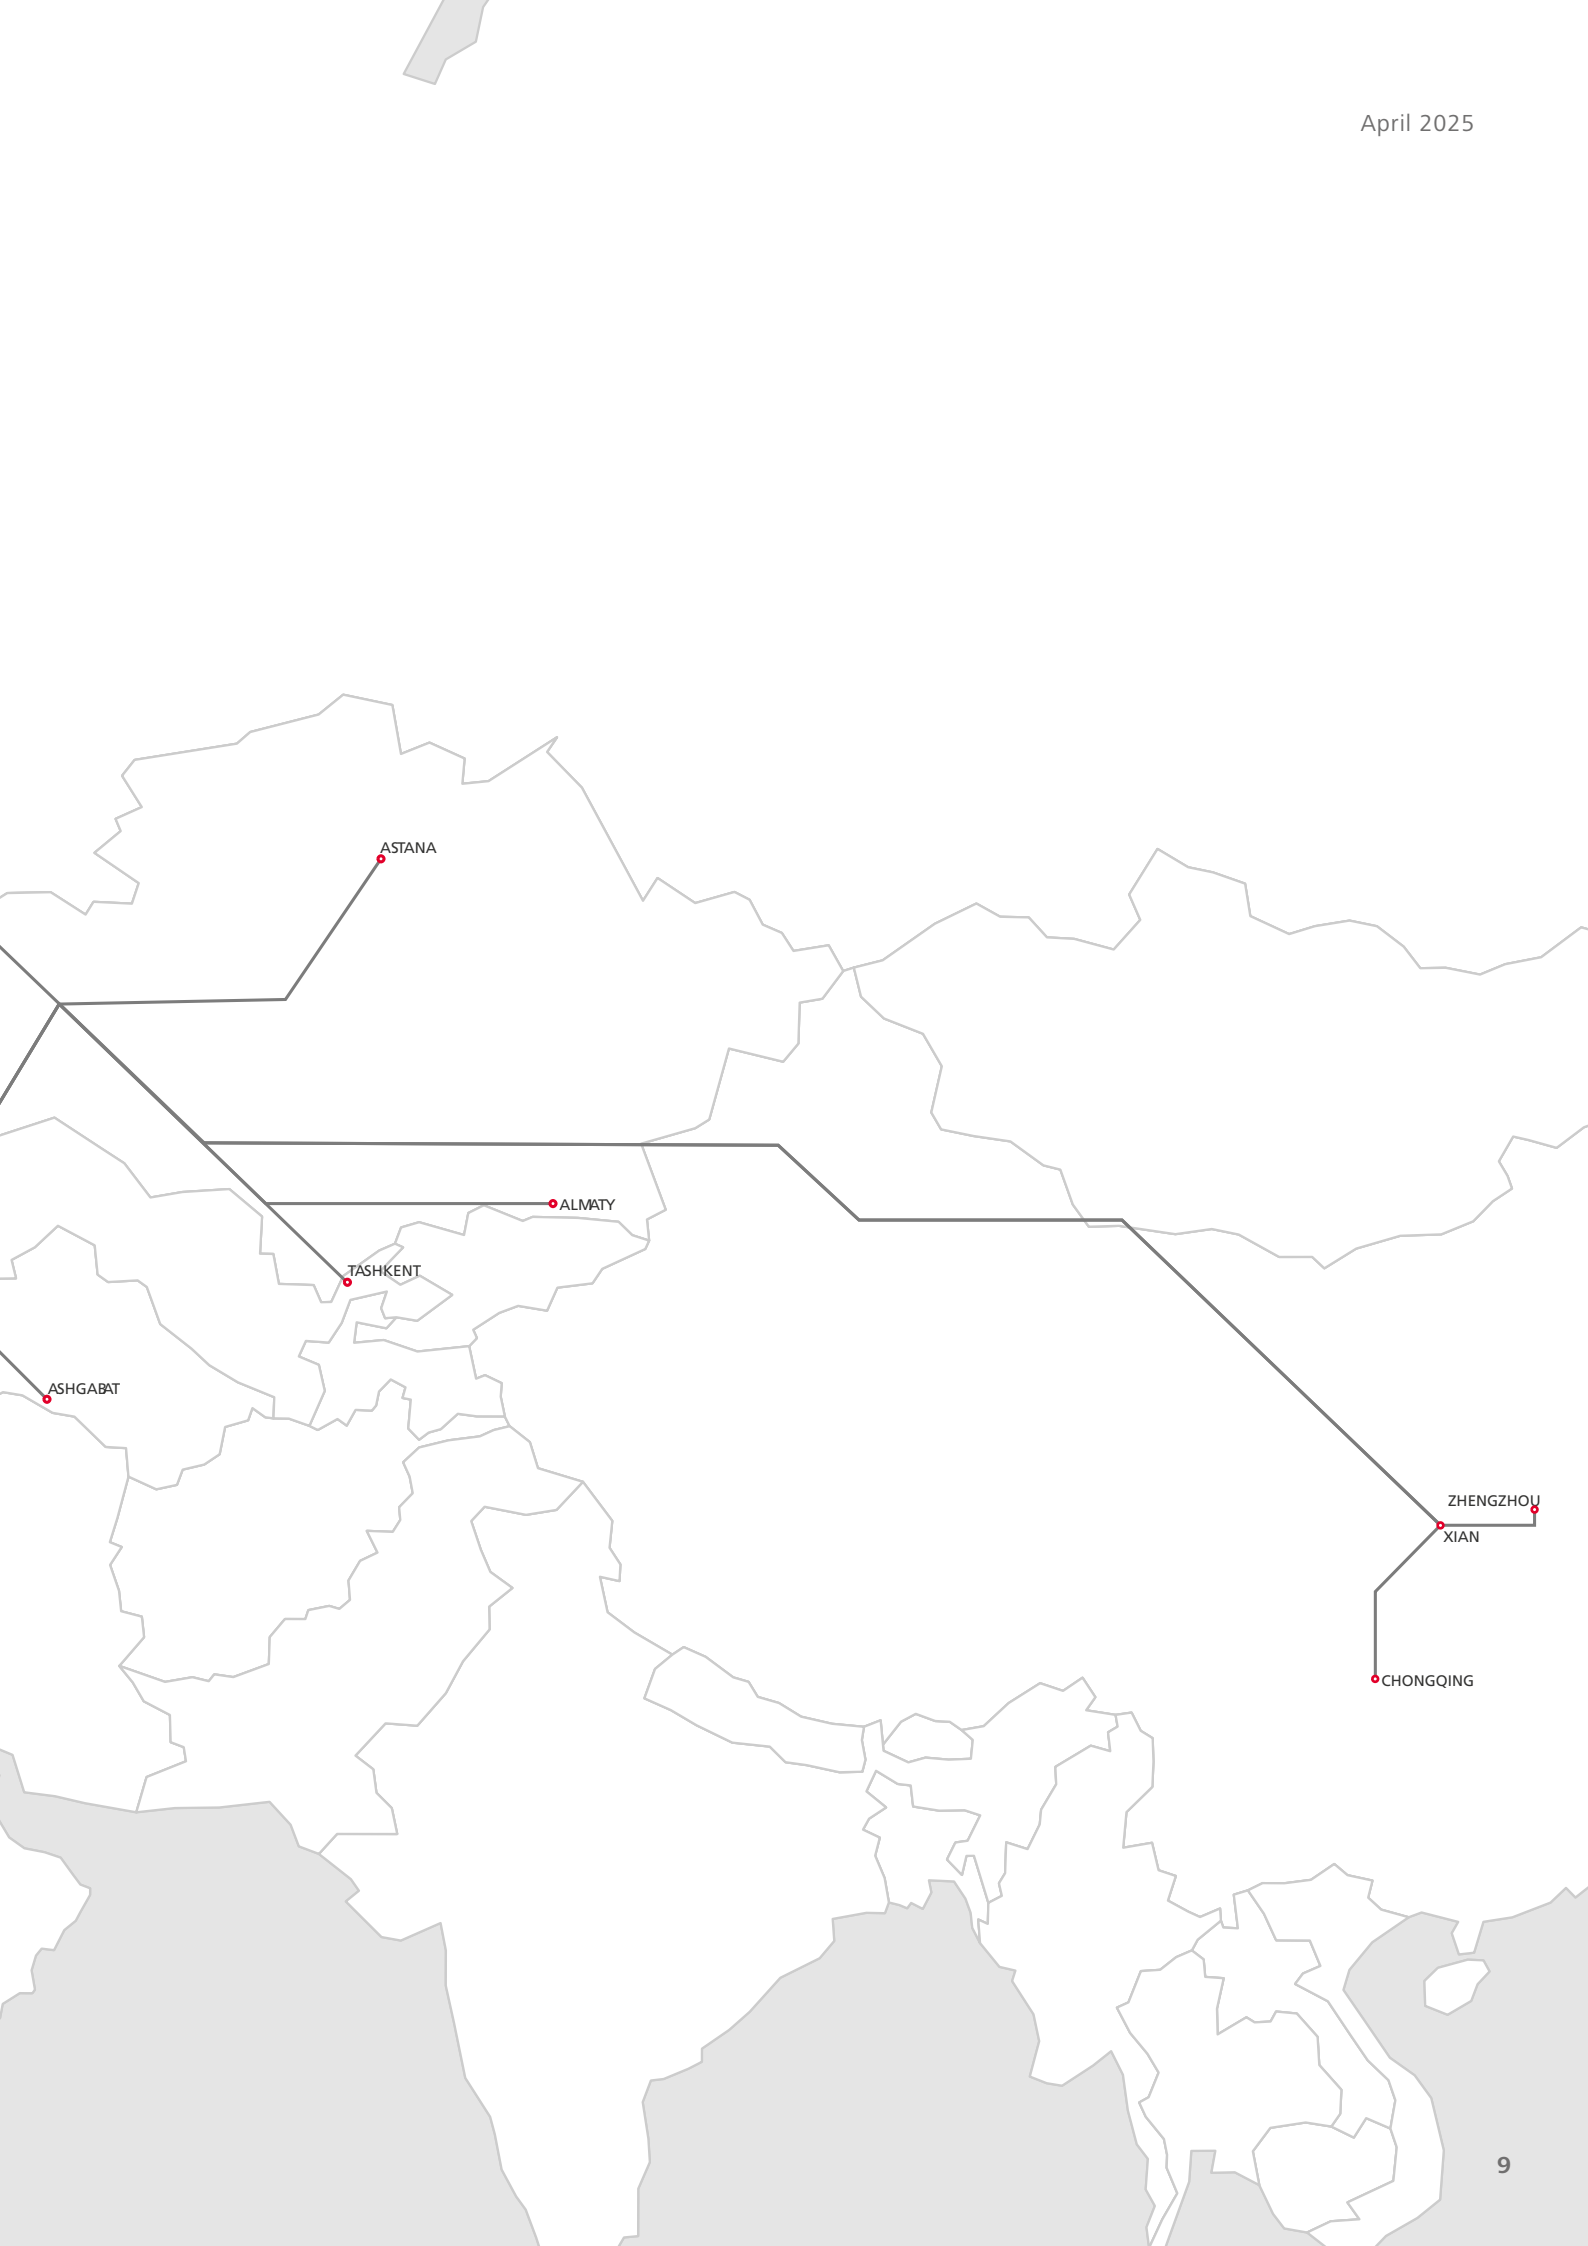 April 2025
ASTANA
ALMATY
TASHKENT
ASHGABAT
ZHENGZHOU
XIAN
CHONGQING
9